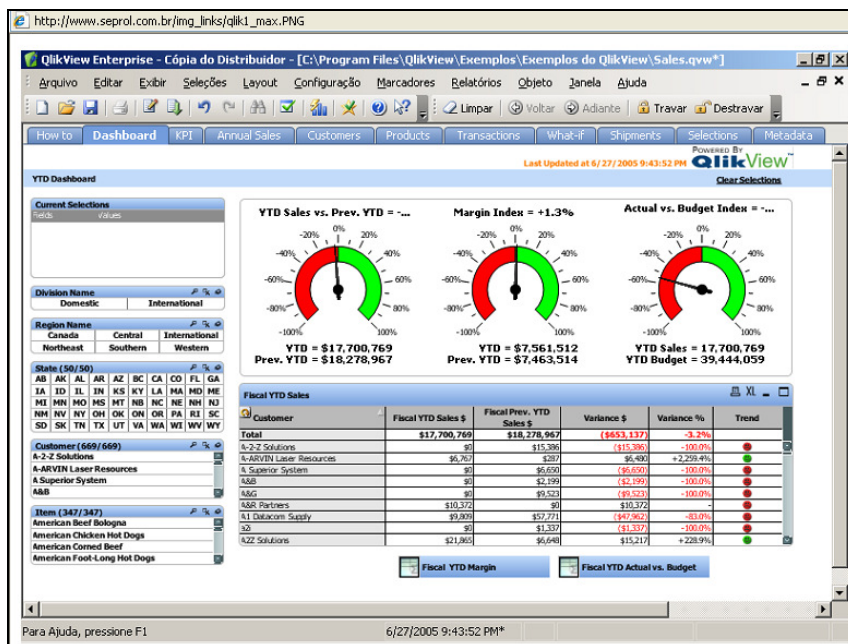 http://www.seprol.com.br/img_links/qlik1_max.PNG
QlikView Enterprise - Cópia do Distribuidor - [C:\Program Files\QlikView\Exemplos\Exemplos do QlikView\Sales.qvw*]
Arquivo Editar Exibir Seleções Layout Configuração Marcadores Relatórios Objeto Janela Ajuda
Limpar Voltar Adiante Travar Destravar
How to Dashboard KPI Annual Sales Customers Products Transactions What-if Shipments Selections Metadata
Last Updated at 6/27/2005 9:43:52 PM
POWERED BY
QlikView
YTD Dashboard
Clear Selections
Current Selections
Fields Values
Division Name
Domestic International
Region Name
Canada Central International
Northeast Southern Western
State (50/50)
AB AK AL AR AZ BC CA CO FL GA
IA ID IL IN KS KY LA MA MD ME
MI MN MO MS MT NB NC NE NH NJ
NM NV NY OH OK ON OR PA RI SC
SD SK TN TX UT VA WA WI WV WY
Customer (669/669)
A-2-Z Solutions
A-ARVIN Laser Resources
A Superior System
A&B
Item (347/347)
American Beef Bologna
American Chicken Hot Dogs
American Corned Beef
American Foot-Long Hot Dogs
YTD Sales vs. Prev. YTD = -...
-100% -80% -60% -40% -20% 0% 20% 40% 60% 80% 100%
YTD = $17,700,769
Prev. YTD = $18,278,967
Margin Index = +1.3%
-100% -80% -60% -40% -20% 0% 20% 40% 60% 80% 100%
YTD = $7,561,512
Prev. YTD = $7,463,514
Actual vs. Budget Index = -...
-100% -80% -60% -40% -20% 0% 20% 40% 60% 80% 100%
YTD Sales = 17,700,769
YTD Budget = 39,444,059
Fiscal YTD Sales
XL
Customer Fiscal YTD Sales $ Fiscal Prev. YTD Sales $ Variance $ Variance % Trend
Total $17,700,769 $18,278,967 ($653,137) -3.2%
A-2-Z Solutions $0 $15,386 ($15,386) -100.0%
A-ARVIN Laser Resources $6,767 $287 $6,480 +2,259.4%
A Superior System $0 $6,650 ($6,650) -100.0%
A&B $0 $2,199 ($2,199) -100.0%
A&G $0 $9,523 ($9,523) -100.0%
A&R Partners $10,372 $10,372 -
A1 Datacom Supply $9,809 $57,771 ($47,962) -83.0%
a2i $0 $1,337 ($1,337) -100.0%
A2Z Solutions $21,865 $6,648 $15,217 +228.9%
Fiscal YTD Margin
Fiscal YTD Actual vs. Budget
Para Ajuda, pressione F1
6/27/2005 9:43:52 PM*